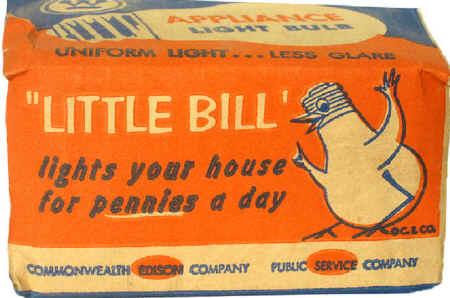 APPLIANCE
LIGHT BULB
UNIFORM LIGHT...LESS GLARE
"LITTLE BILL"
lights your house
for pennies a day
COMMONWEALTH EDISON COMPANY PUBLIC SERVICE COMPANY